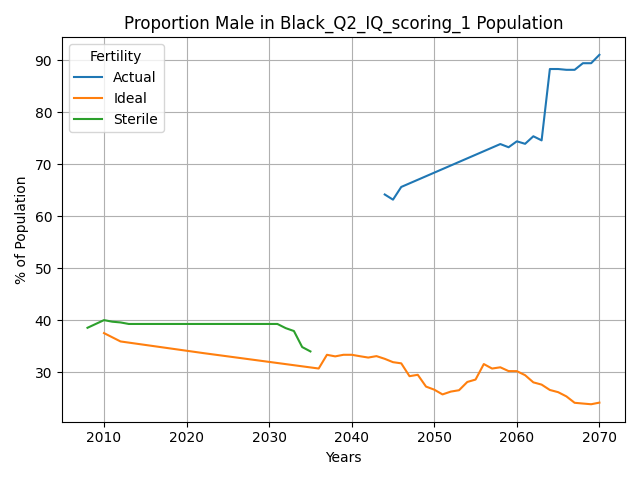 Proportion Male in Black_Q2_IQ_scoring_1 Population
Fertility
Actual
Ideal
Sterile
% of Population
90
80
70
60
50
40
30
2010 2020 2030 2040 2050 2060 2070
Years